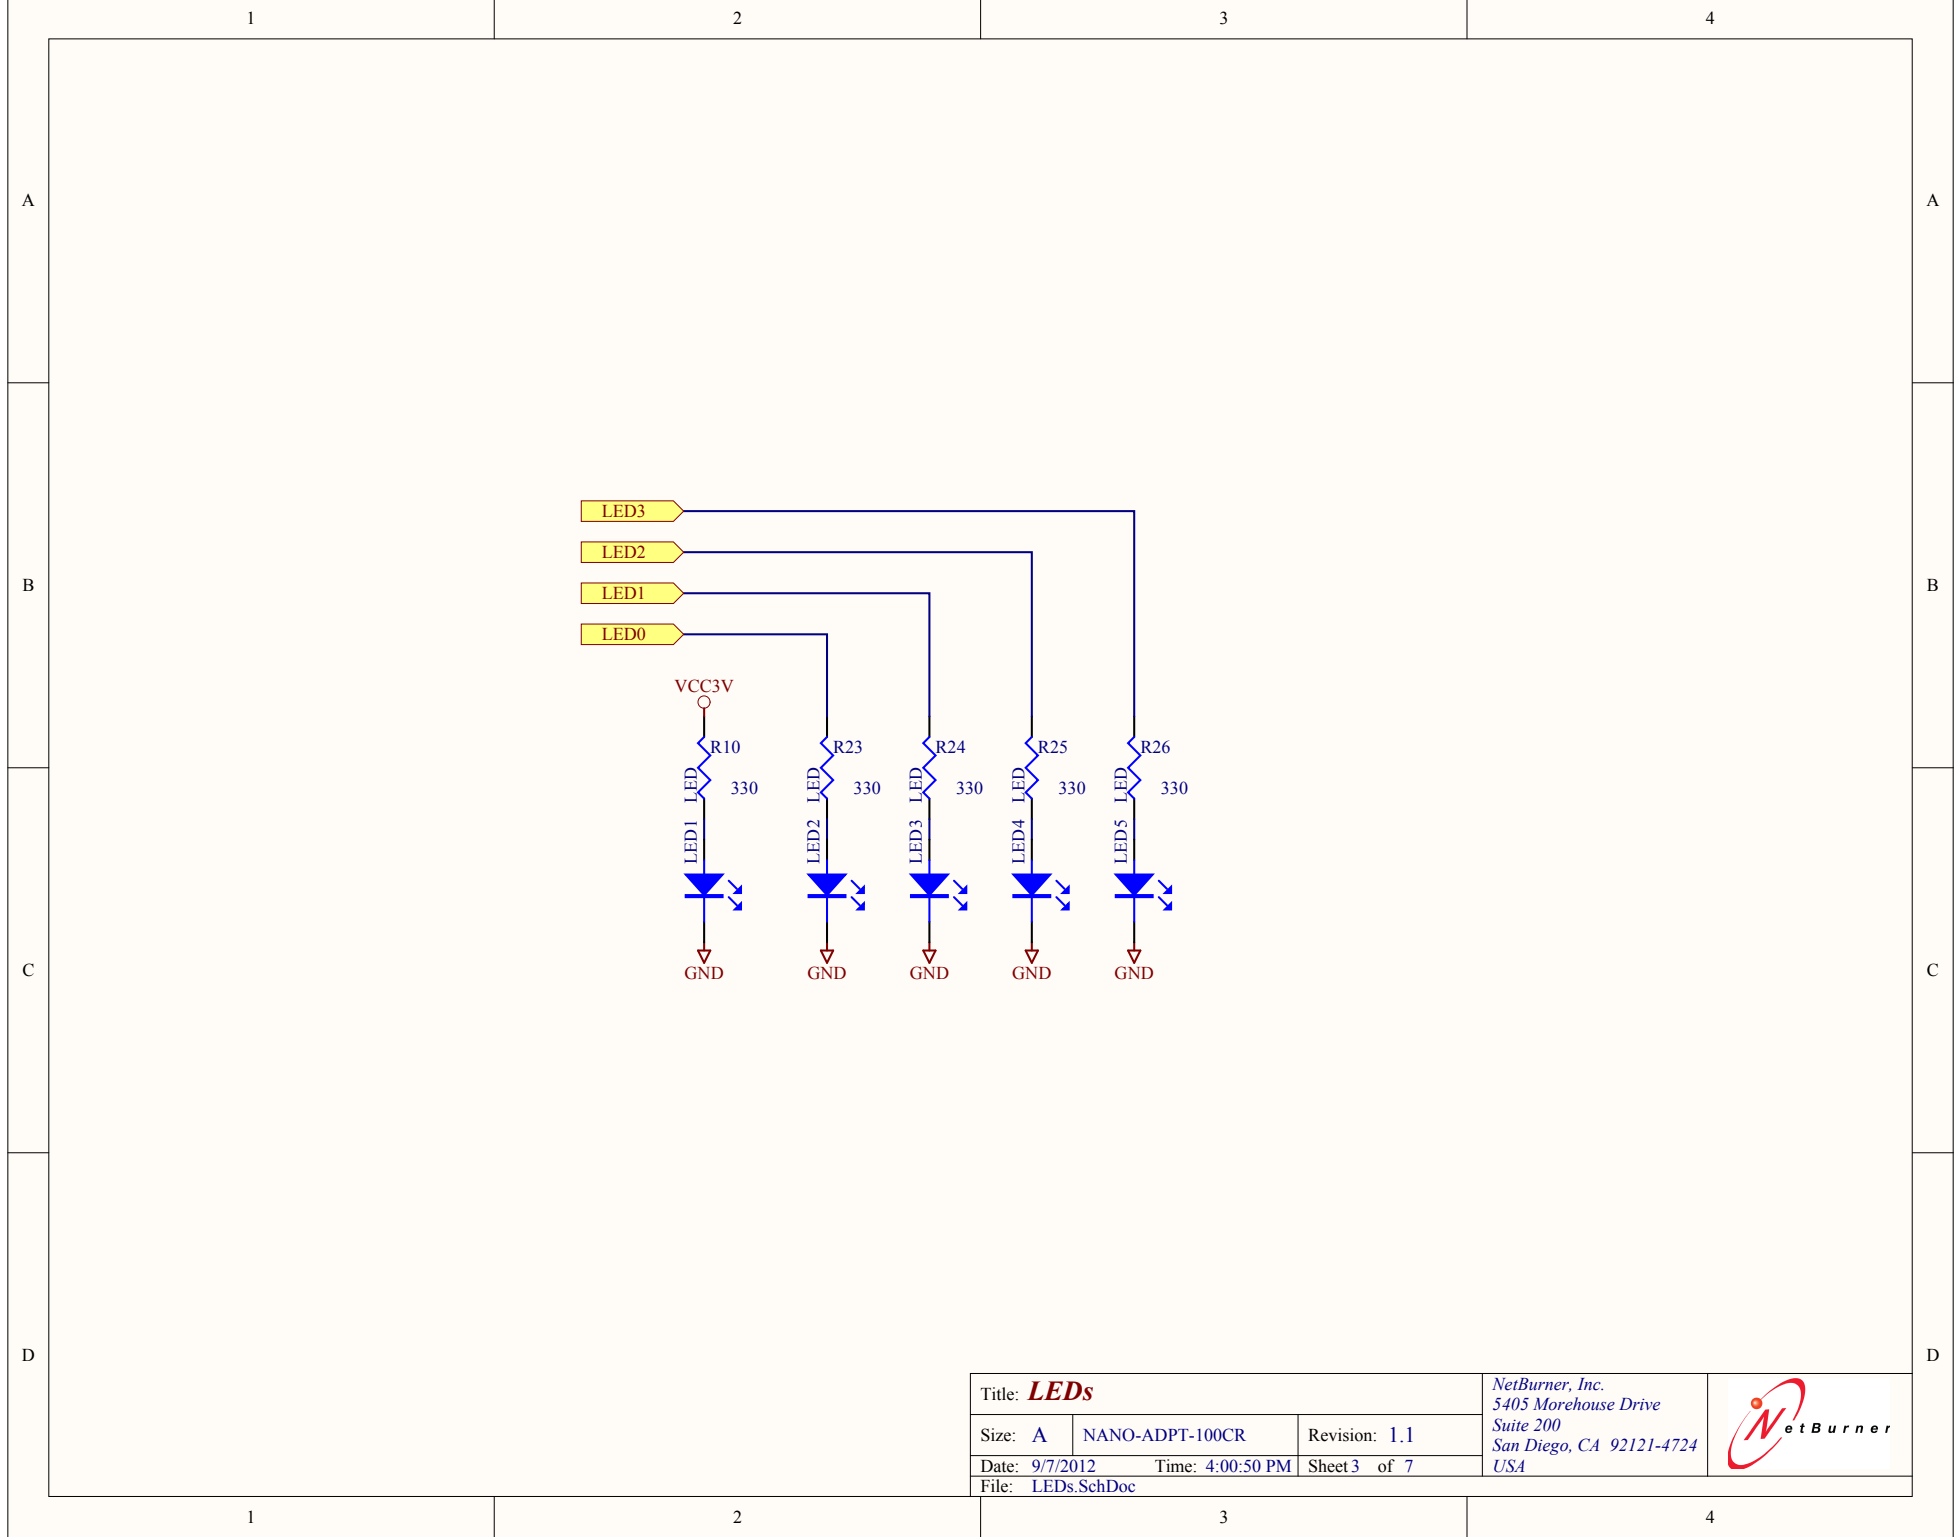 1 2 3 4
A A
LED3
LED2
B B
LED1
LED0
VCC3V
R10 R23 R24 R25 R26
LED LED LED LED LED
330 330 330 330 330
LED1 LED2 LED3 LED4 LED5
C C
GND GND GND GND GND
D D
Title: LEDs
Size: A NANO-ADPT-100CR Revision: 1.1
Date: 9/7/2012 Time: 4:00:50 PM Sheet 3 of 7
File: LEDs.SchDoc
NetBurner, Inc.
5405 Morehouse Drive
Suite 200
San Diego, CA 92121-4724
USA
NetBurner
1 2 3 4